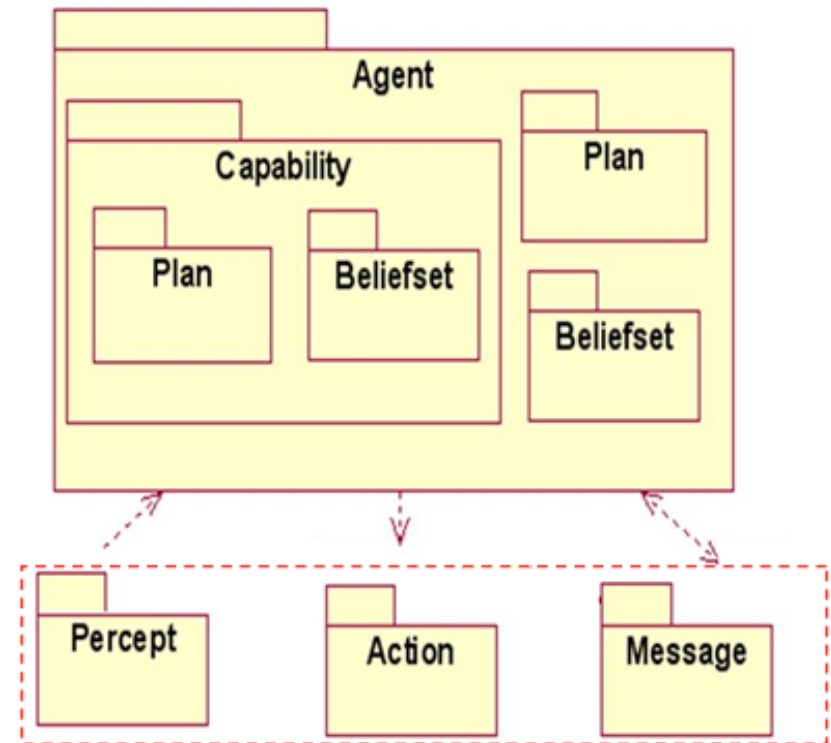 Agent
Capability
Plan
Plan
Beliefset
Beliefset
Percept
Action
Message